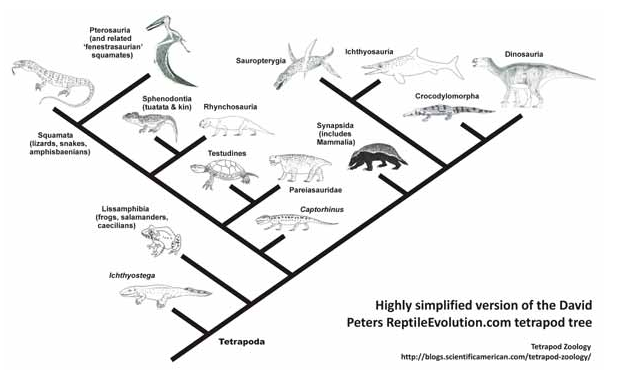 Pterosauria
(and related
'fenestrasaurian'
squamates)
Sauropterygia
Ichthyosauria
Dinosauria
Crocodylomorpha
Sphenodontia
(tuatata & kin)
Rhynchosauria
Squamata
(lizards, snakes,
amphisbaenians)
Synapsida
(includes
Mammalia)
Testudines
Pareiasauridae
Lissamphibia
(frogs, salamanders,
caecilians)
Captorhinus
Ichthyostega
Highly simplified version of the David
Peters ReptileEvolution.com tetrapod tree
Tetrapoda
Tetrapod Zoology
http://blogs.scientificamerican.com/tetrapod-zoology/